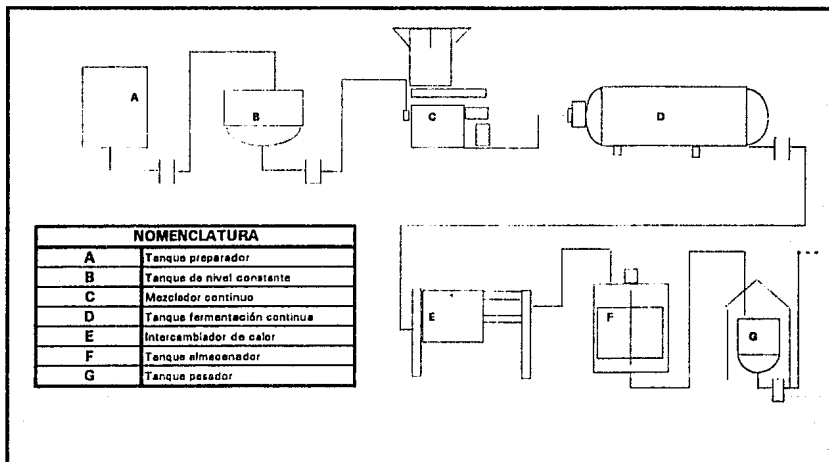 A
B
C
D
NOMENCLATURA
A Tanque preparador
B Tanque de nivel constante
C Mezclador continuo
D Tanque fermentación continua
E Intercambiador de calor
F Tanque almacenador
G Tanque pesador
E
F
G